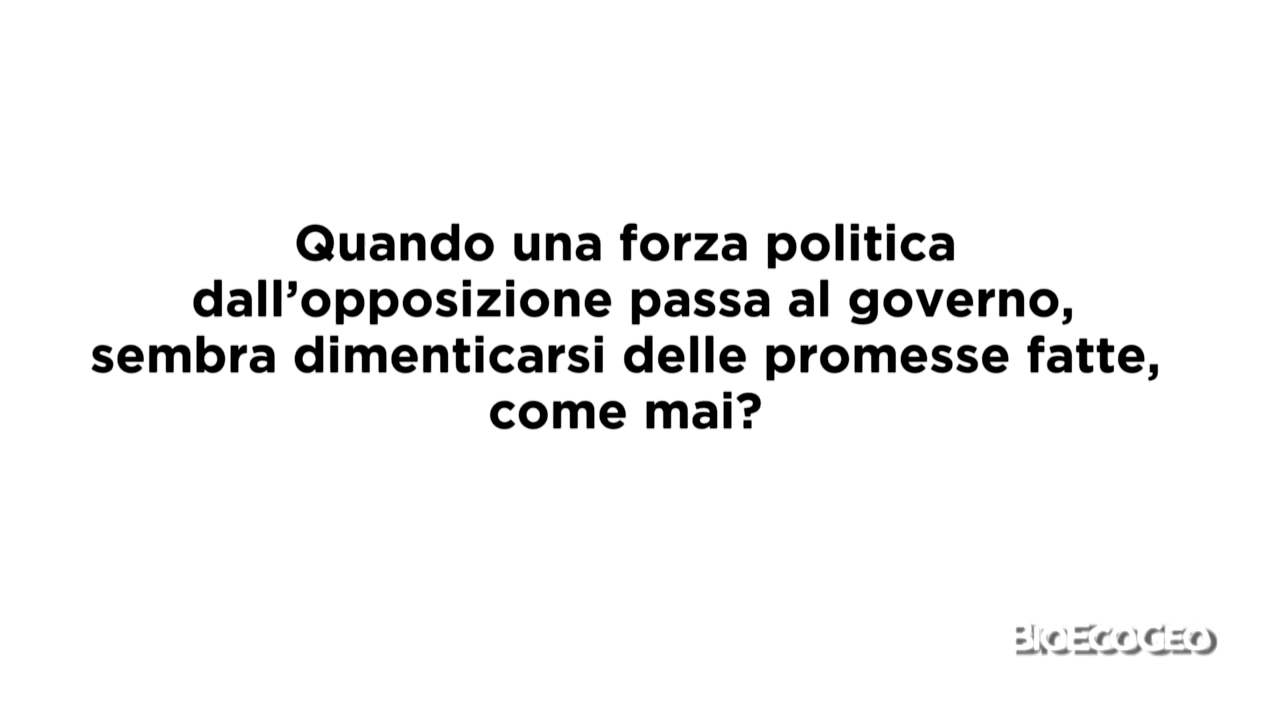 Quando una forza politica
dall’opposizione passa al governo,
sembra dimenticarsi delle promesse fatte,
come mai?
BIOECOGEO